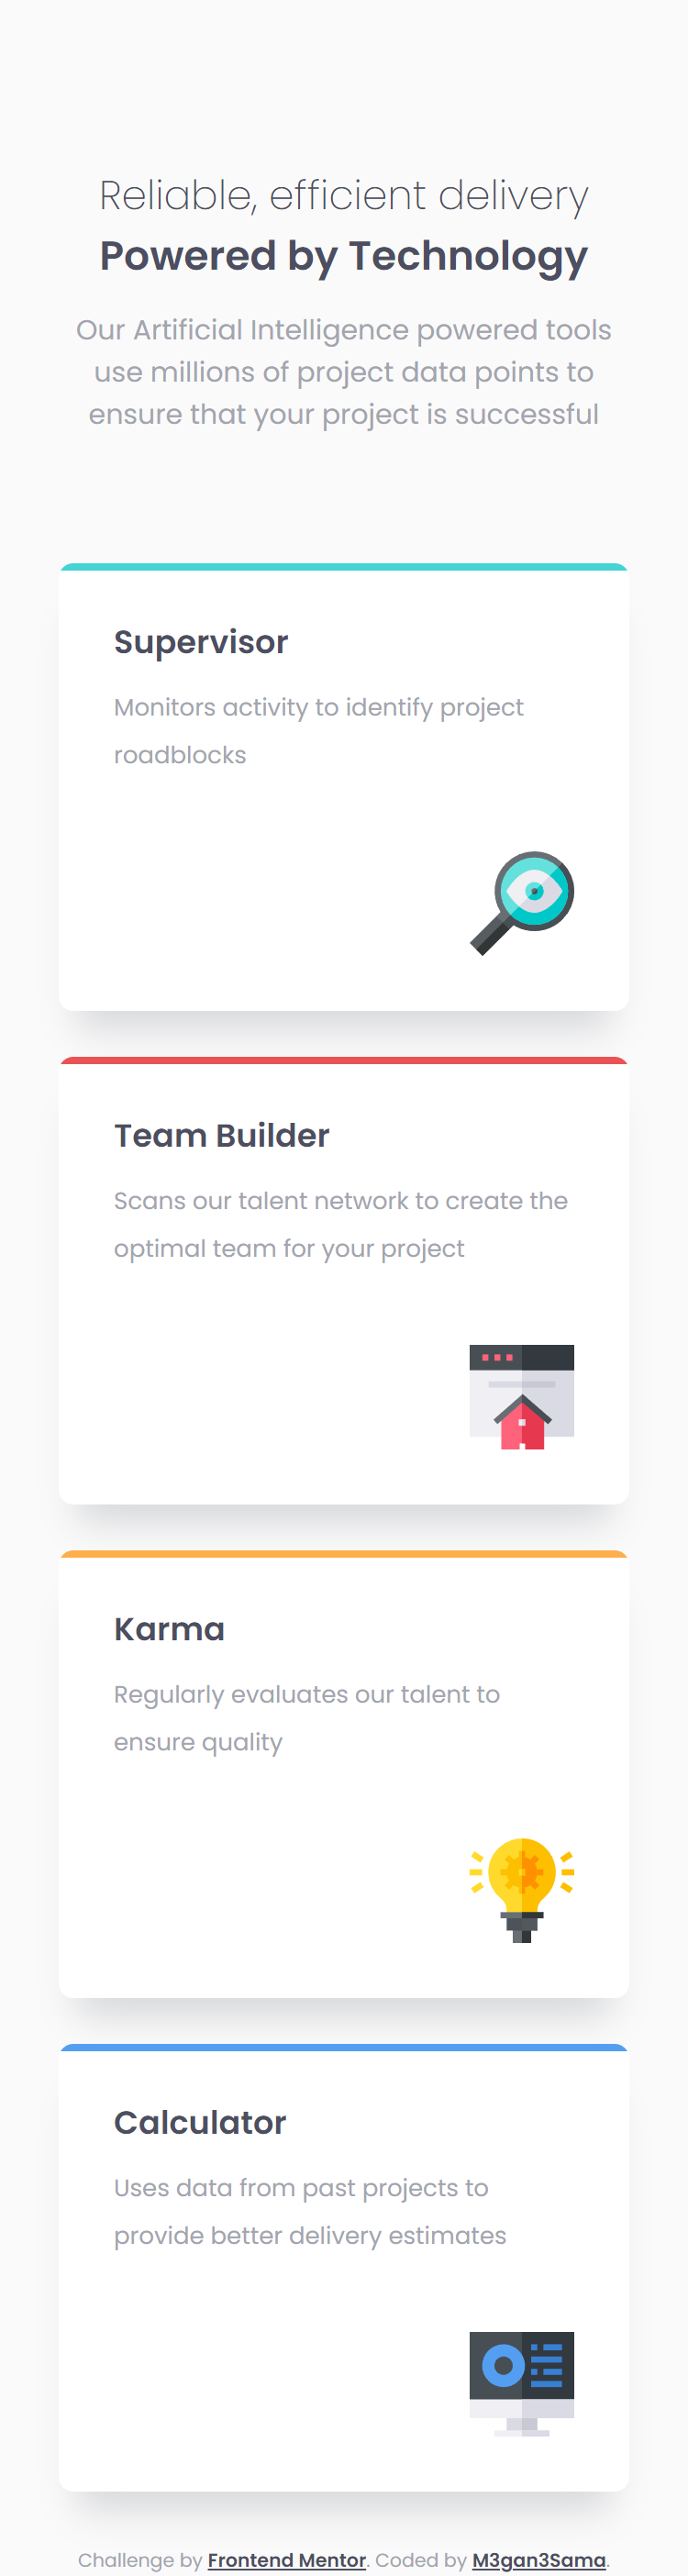 Reliable, efficient delivery
Powered by Technology
Our Artificial Intelligence powered tools
use millions of project data points to
ensure that your project is successful
Supervisor
Monitors activity to identify project
roadblocks
Team Builder
Scans our talent network to create the
optimal team for your project
Karma
Regularly evaluates our talent to
ensure quality
Calculator
Uses data from past projects to
provide better delivery estimates
Challenge by Frontend Mentor. Coded by M3gan3Sama.